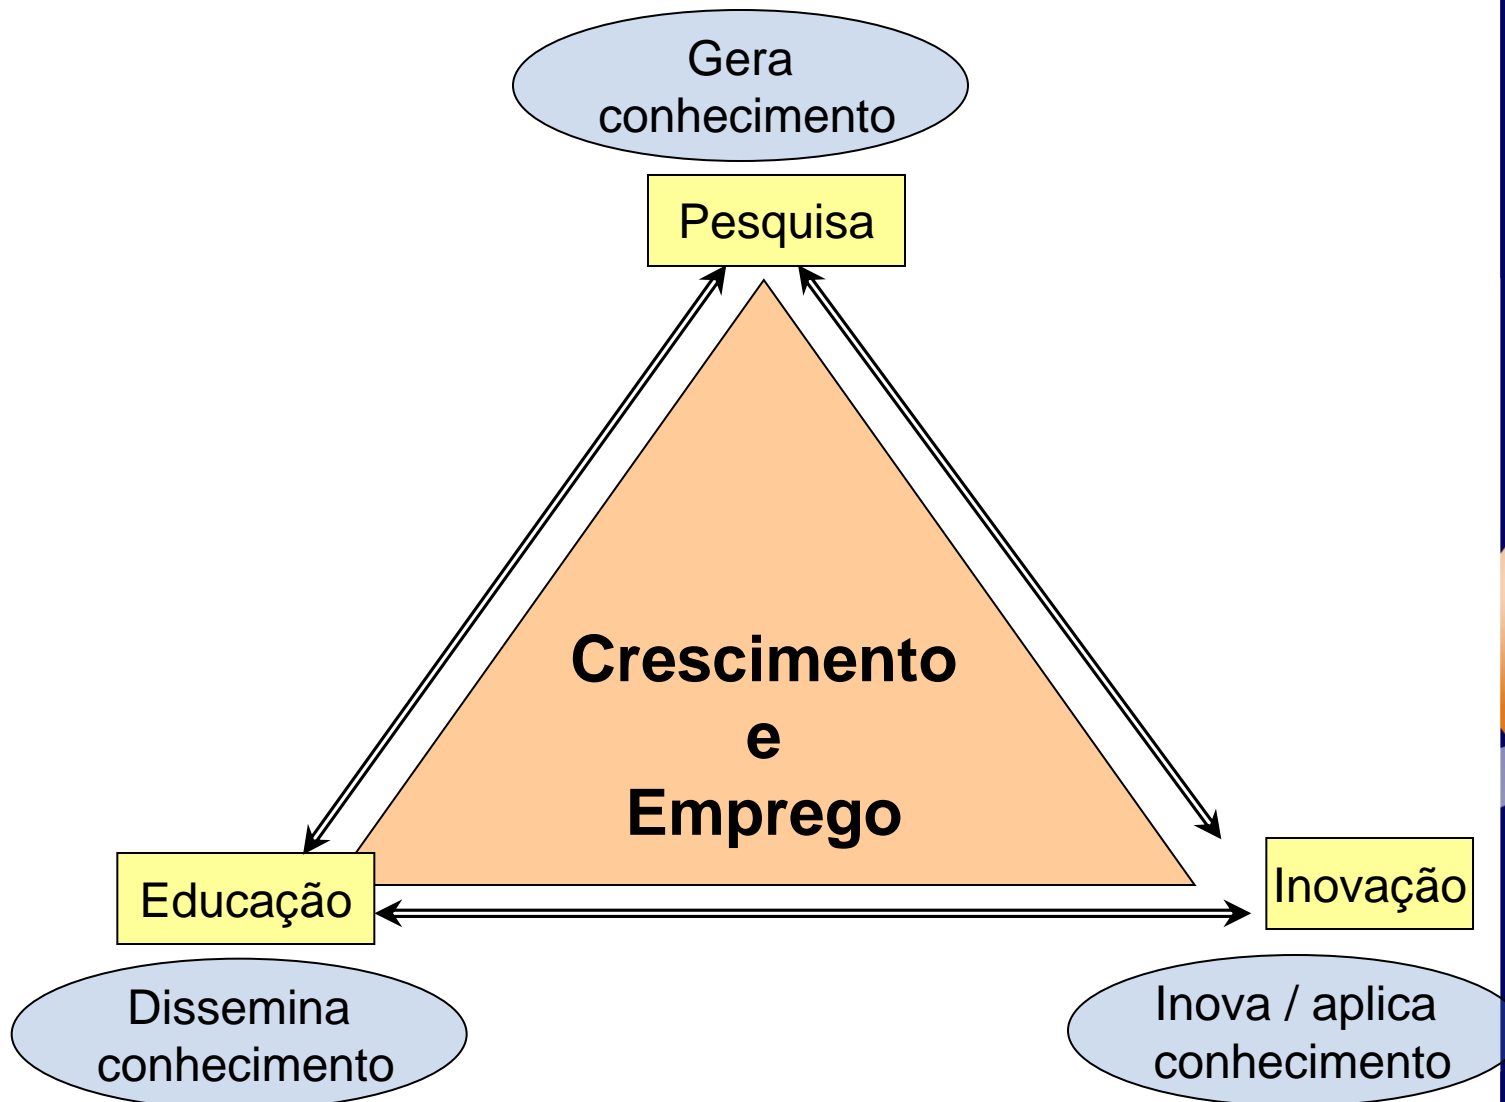 Gera
conhecimento
Pesquisa
Crescimento
e
Emprego
Educação
Inovação
Dissemina
conhecimento
Inova / aplica
conhecimento